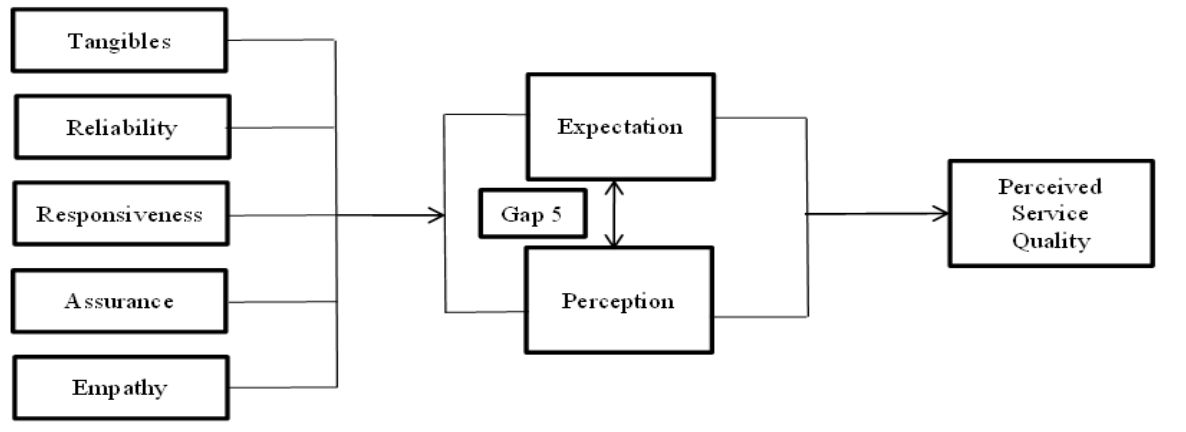 Tangibles
Reliability
Responsiveness
Assurance
Empathy
Expectation
Gap 5
Perception
Perceived
Service
Quality